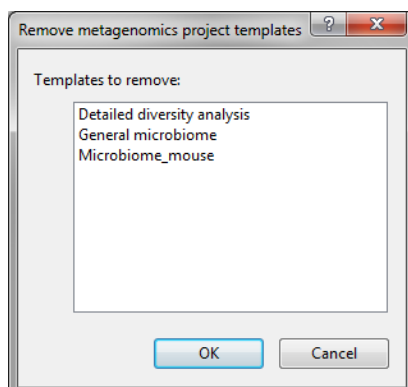 Remove metagenomics project templates
Templates to remove:
Detailed diversity analysis
General microbiome
Microbiome_mouse
OK
Cancel